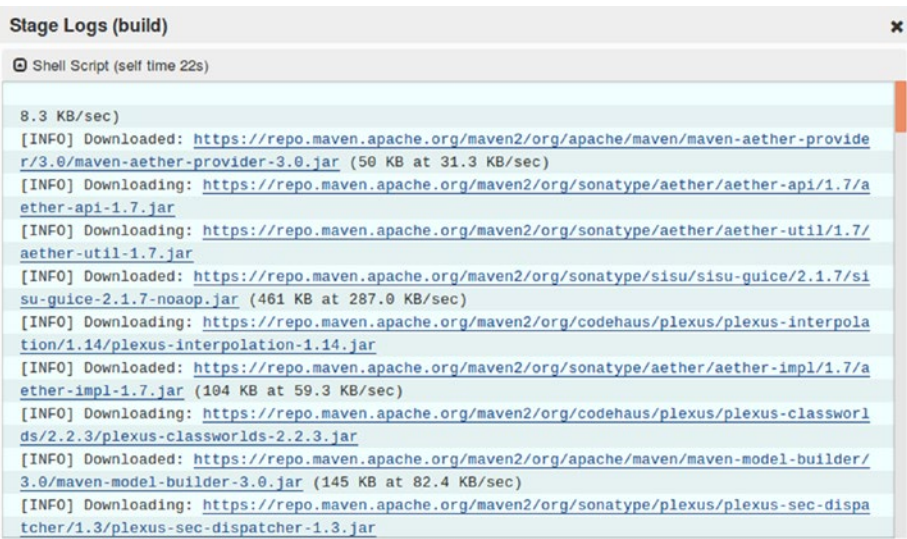 Stage Logs (build)
Shell Script (self time 22s)
8.3 KB/sec)
[INFO] Downloaded: https://repo.maven.apache.org/maven2/org/apache/maven/maven-aether-provide
r/3.0/maven-aether-provider-3.0.jar (50 KB at 31.3 KB/sec)
[INFO] Downloading: https://repo.maven.apache.org/maven2/org/sonatype/aether/aether-api/1.7/a
ether-api-1.7.jar
[INFO] Downloading: https://repo.maven.apache.org/maven2/org/sonatype/aether/aether-util/1.7/
aether-util-1.7.jar
[INFO] Downloaded: https://repo.maven.apache.org/maven2/org/sonatype/sisu/sisu-guice/2.1.7/si
su-guice-2.1.7-noaop.jar (461 KB at 287.0 KB/sec)
[INFO] Downloading: https://repo.maven.apache.org/maven2/org/codehaus/plexus/plexus-interpola
tion/1.14/plexus-interpolation-1.14.jar
[INFO] Downloaded: https://repo.maven.apache.org/maven2/org/sonatype/aether/aether-impl/1.7/a
ether-impl-1.7.jar (104 KB at 59.3 KB/sec)
[INFO] Downloading: https://repo.maven.apache.org/maven2/org/codehaus/plexus/plexus-classworl
ds/2.2.3/plexus-classworlds-2.2.3.jar
[INFO] Downloaded: https://repo.maven.apache.org/maven2/org/apache/maven/maven-model-builder/
3.0/maven-model-builder-3.0.jar (145 KB at 82.4 KB/sec)
[INFO] Downloading: https://repo.maven.apache.org/maven2/org/sonatype/plexus/plexus-sec-dispa
tcher/1.3/plexus-sec-dispatcher-1.3.jar